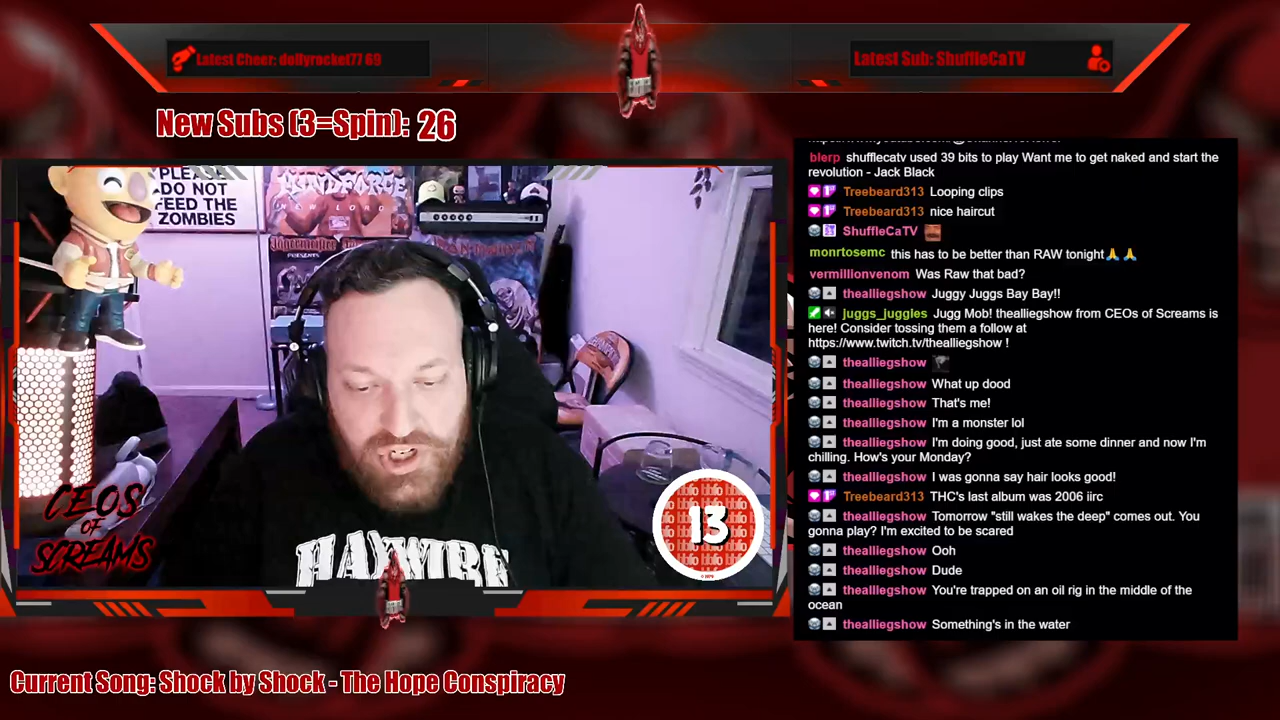 Latest Cheer: dollyrocket77 69
Latest Sub: ShuffleCaTV
New Subs (3=Spin): 26
PLEASE
DO NOT
FEED THE
ZOMBIES
MINDFORGE
NEW LORD
Jägermeister
PRESENTS
CEOS
OF
SCREAMS
HAYWIRE
13
blerp shufflecatv used 39 bits to play Want me to get naked and start the
revolution - Jack Black
Treebeard313 Looping clips
Treebeard313 nice haircut
ShuffleCaTV
monrtosemc this has to be better than RAW tonight🙏🙏
vermillionvenom Was Raw that bad?
thealliegshow Juggy Juggs Bay Bay!!
juggs_juggles Jugg Mob! thealliegshow from CEOs of Screams is
here! Consider tossing them a follow at
https://www.twitch.tv/thealliegshow !
thealliegshow
thealliegshow What up dood
thealliegshow That's me!
thealliegshow I'm a monster lol
thealliegshow I'm doing good, just ate some dinner and now I'm
chilling. How's your Monday?
thealliegshow I was gonna say hair looks good!
Treebeard313 THC's last album was 2006 iirc
thealliegshow Tomorrow "still wakes the deep" comes out. You
gonna play? I'm excited to be scared
thealliegshow Ooh
thealliegshow Dude
thealliegshow You're trapped on an oil rig in the middle of the
ocean
thealliegshow Something's in the water
Current Song: Shock by Shock - The Hope Conspiracy